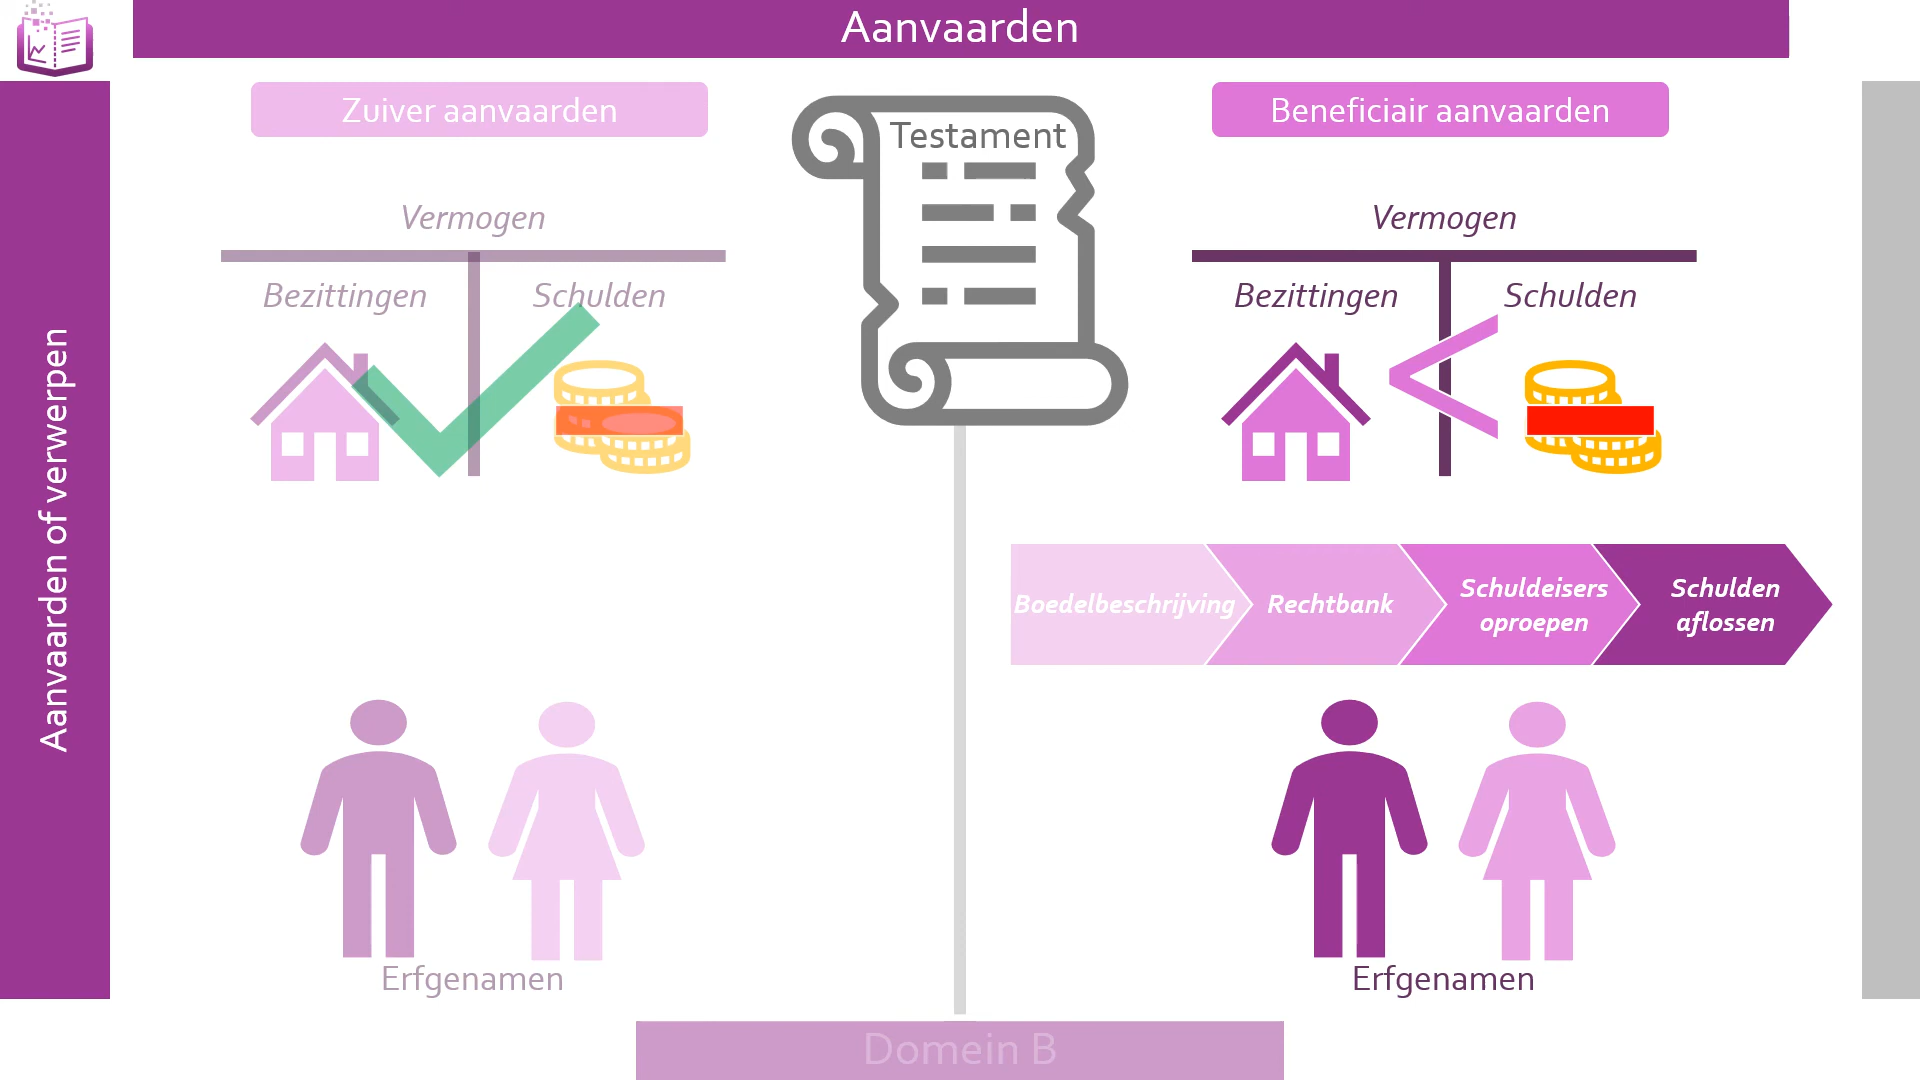 Aanvaarden
Aanvaarden of verwerpen
Zuiver aanvaarden
Vermogen
Bezittingen
Schulden
Erfgenamen
Testament
Beneficiair aanvaarden
Vermogen
Bezittingen
Schulden
Boedelbeschrijving
Rechtbank
Schuldeisers
oproepen
Schulden
aflossen
Erfgenamen
Domein B